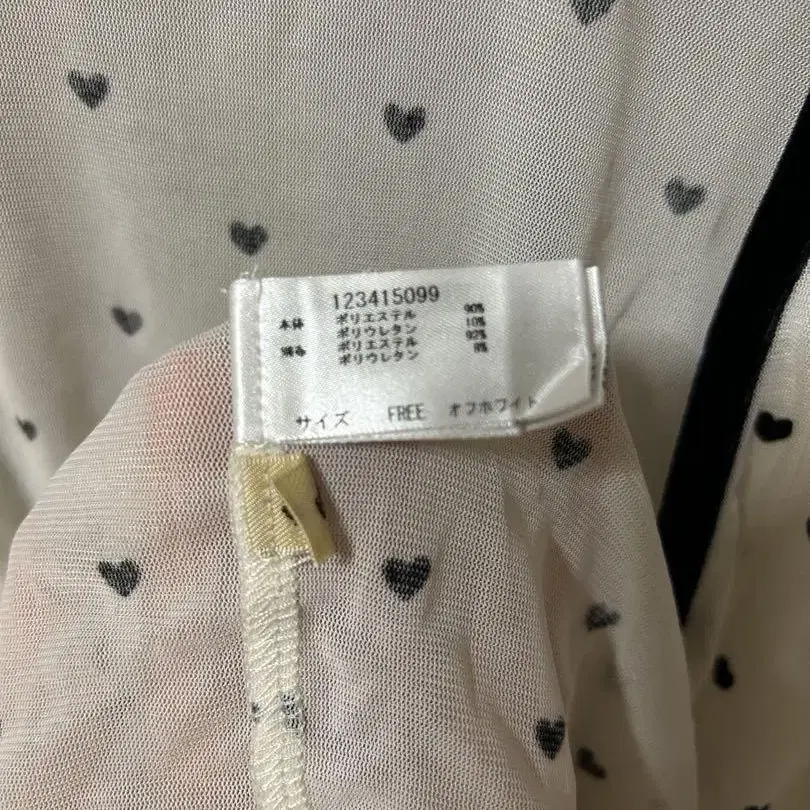 123415099
本体 ポリエステル 90%
ポリウレタン 10%
別布 ポリエステル 92%
ポリウレタン 8%
サイズ FREE オフホワイト